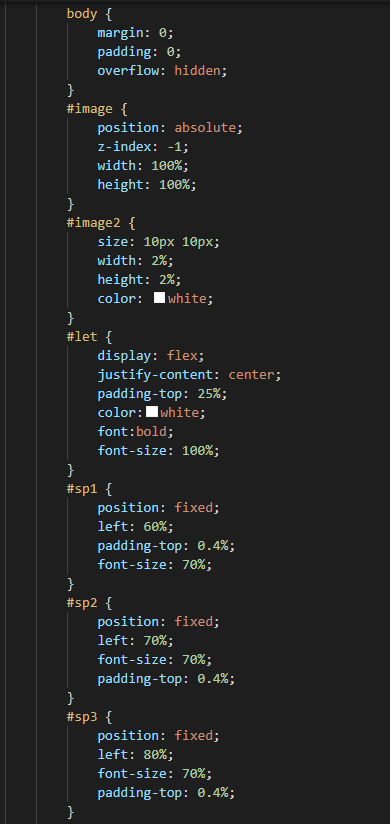 body {
margin: 0;
padding: 0;
overflow: hidden;
}
#image {
position: absolute;
z-index: -1;
width: 100%;
height: 100%;
}
#image2 {
size: 10px 10px;
width: 2%;
height: 2%;
color: white;
}
#let {
display: flex;
justify-content: center;
padding-top: 25%;
color:white;
font:bold;
font-size: 100%;
}
#sp1 {
position: fixed;
left: 60%;
padding-top: 0.4%;
font-size: 70%;
}
#sp2 {
position: fixed;
left: 70%;
font-size: 70%;
padding-top: 0.4%;
}
#sp3 {
position: fixed;
left: 80%;
font-size: 70%;
padding-top: 0.4%;
}